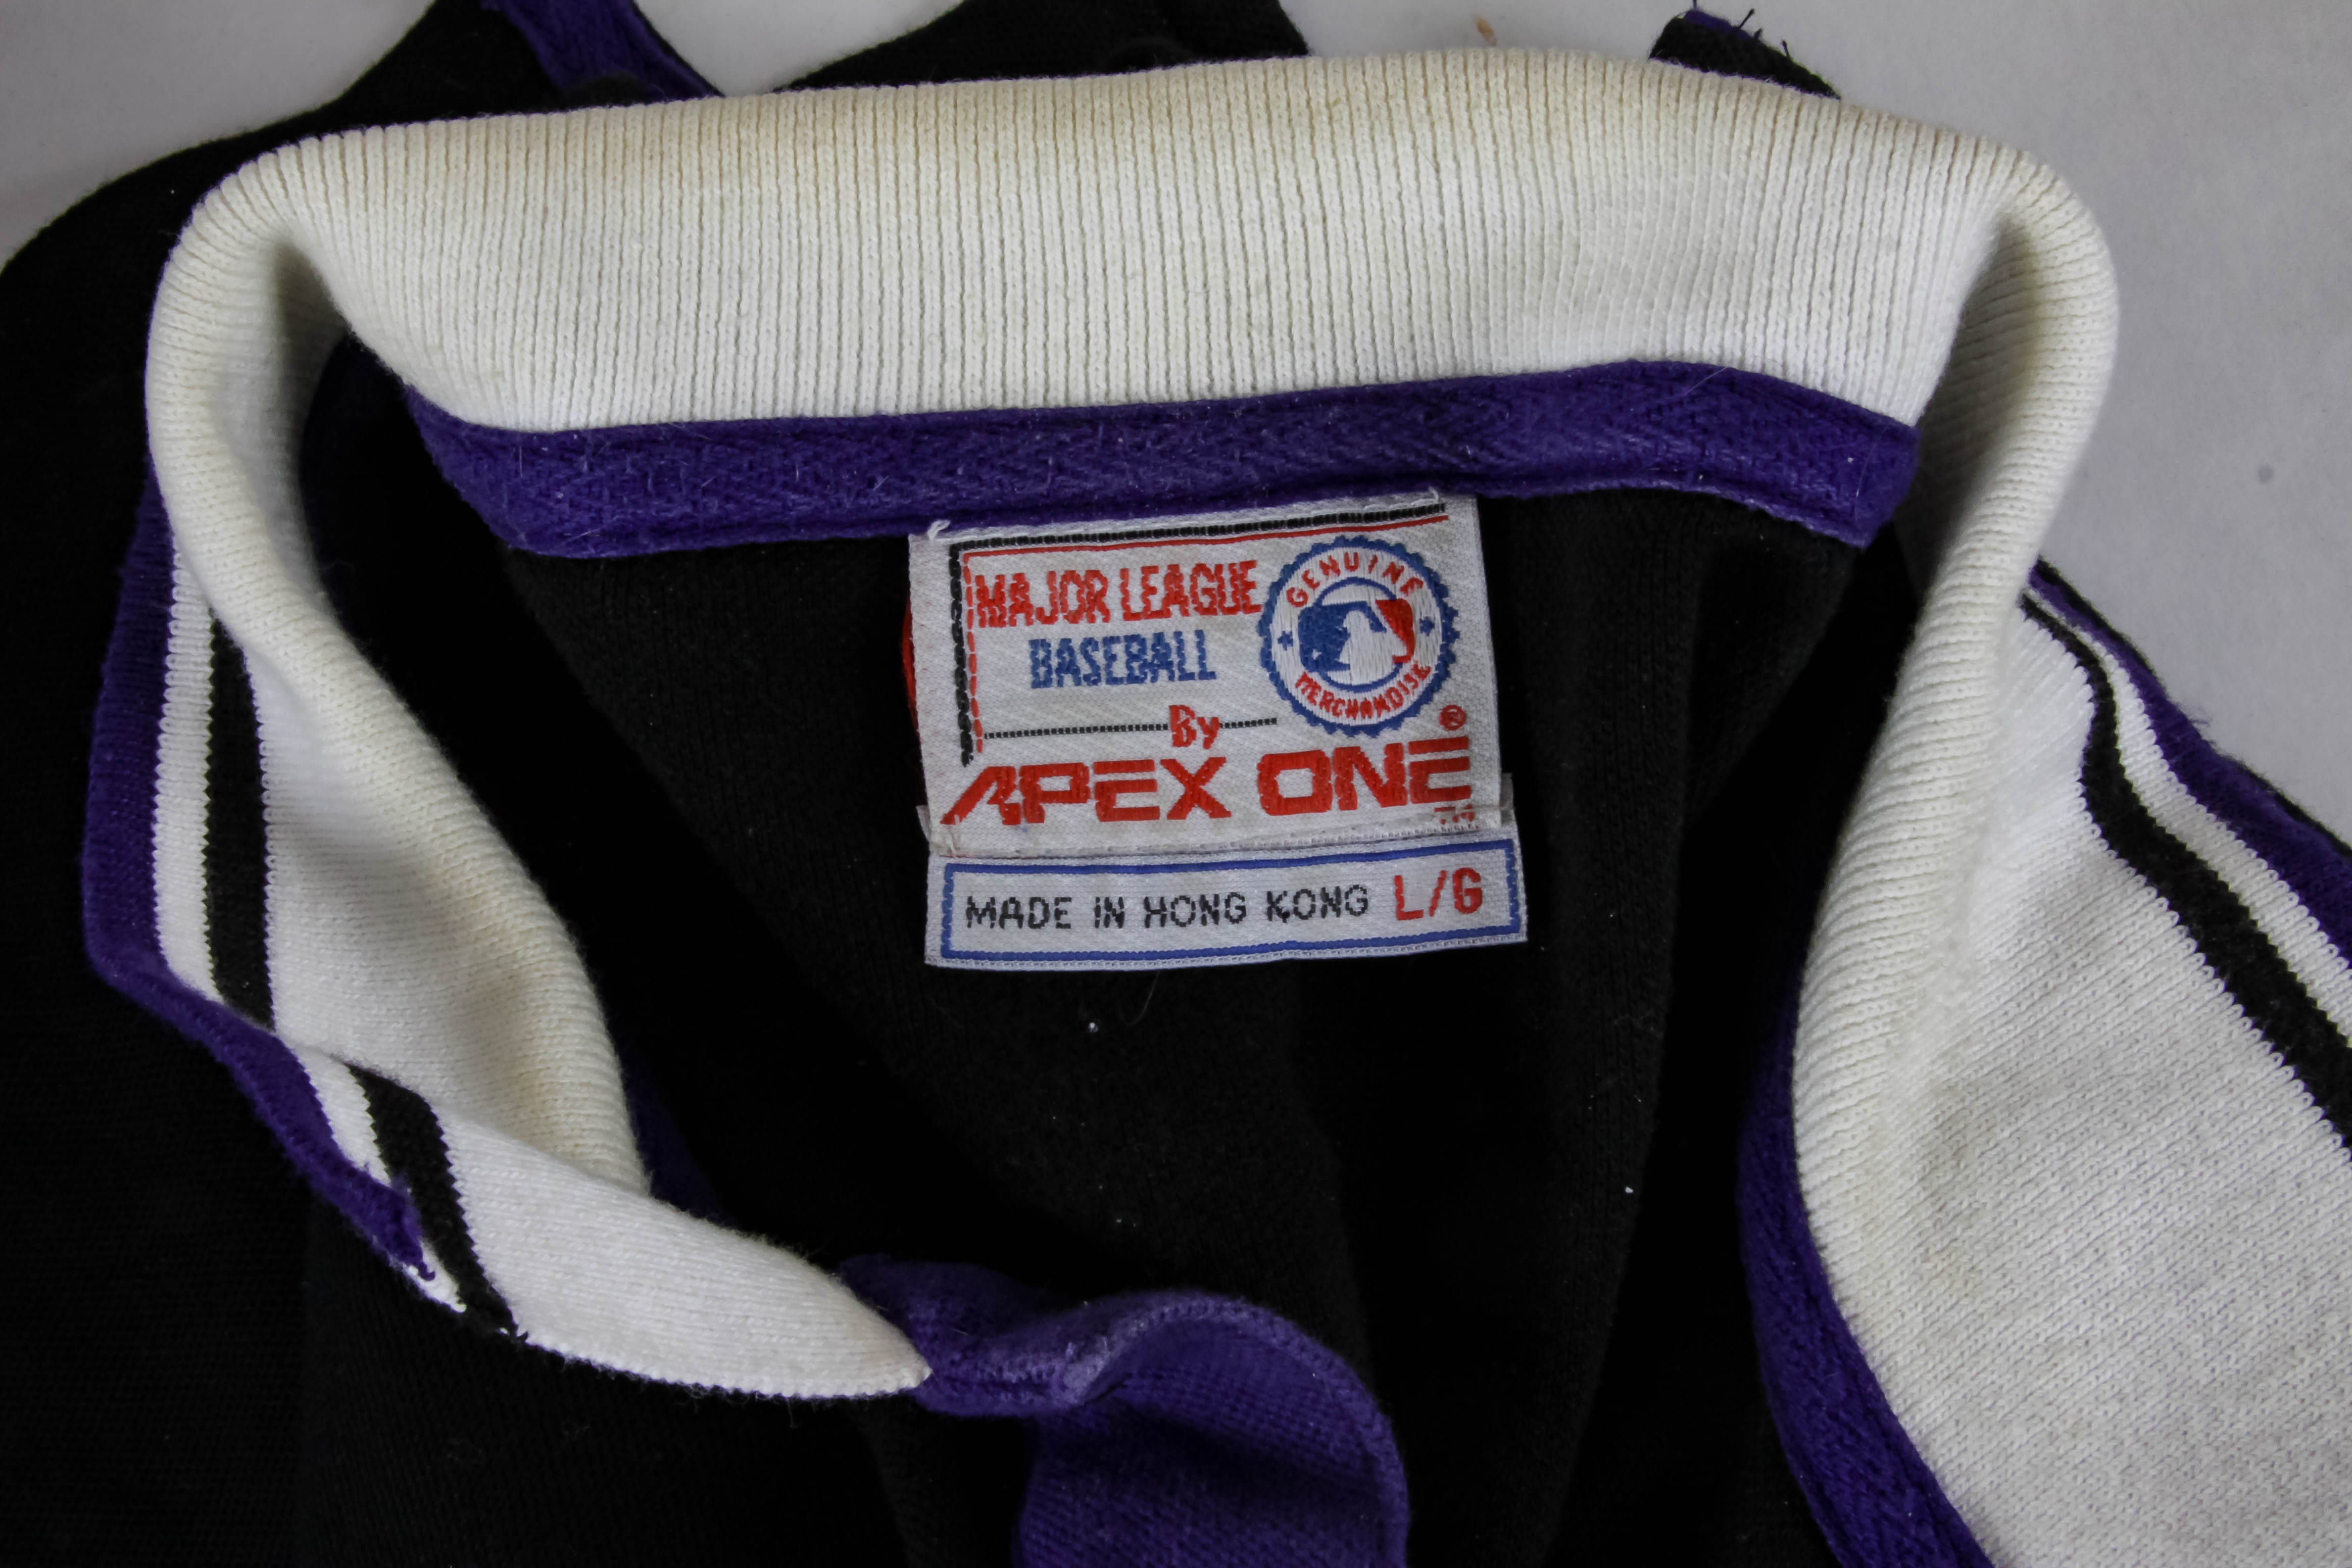 MAJOR LEAGUE
BASEBALL
GENUINE
MERCHANDISE
By
APEX ONE®
MADE IN HONG KONG L/G